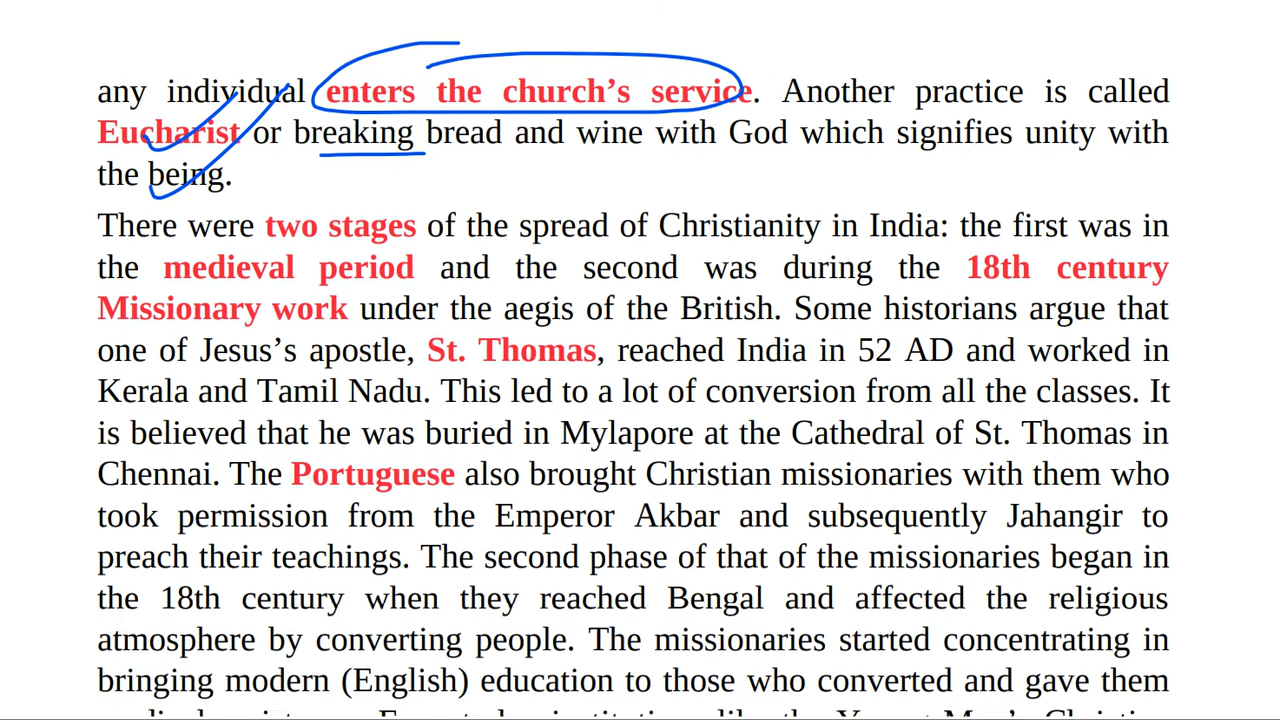 any individual enters the church’s service. Another practice is called
Eucharist or breaking bread and wine with God which signifies unity with
the being.
There were two stages of the spread of Christianity in India: the first was in
the medieval period and the second was during the 18th century
Missionary work under the aegis of the British. Some historians argue that
one of Jesus’s apostle, St. Thomas, reached India in 52 AD and worked in
Kerala and Tamil Nadu. This led to a lot of conversion from all the classes. It
is believed that he was buried in Mylapore at the Cathedral of St. Thomas in
Chennai. The Portuguese also brought Christian missionaries with them who
took permission from the Emperor Akbar and subsequently Jahangir to
preach their teachings. The second phase of that of the missionaries began in
the 18th century when they reached Bengal and affected the religious
atmosphere by converting people. The missionaries started concentrating in
bringing modern (English) education to those who converted and gave them